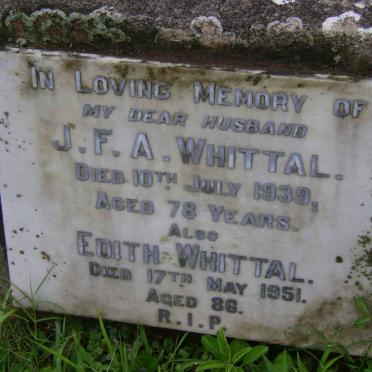 IN LOVING MEMORY OF
MY DEAR HUSBAND
J. F. A. WHITTAL.
DIED 10TH JULY 1939;
AGED 78 YEARS.
ALSO
EDITH WHITTAL.
DIED 17TH MAY 1951.
AGED 86.
R.I.P.